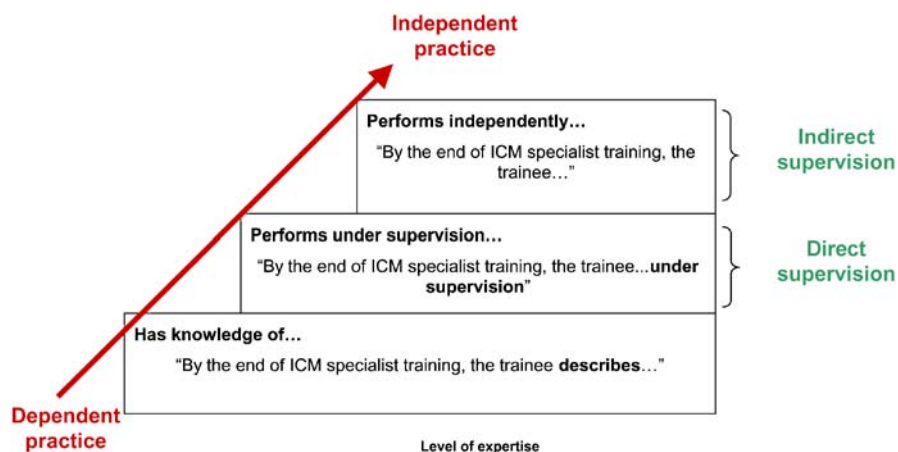 Independent
practice
Performs independently…
“By the end of ICM specialist training, the
trainee…”
Indirect
supervision
Performs under supervision…
“By the end of ICM specialist training, the trainee...under
supervision”
Direct
supervision
Has knowledge of…
“By the end of ICM specialist training, the trainee describes…”
Dependent
practice
Level of expertise